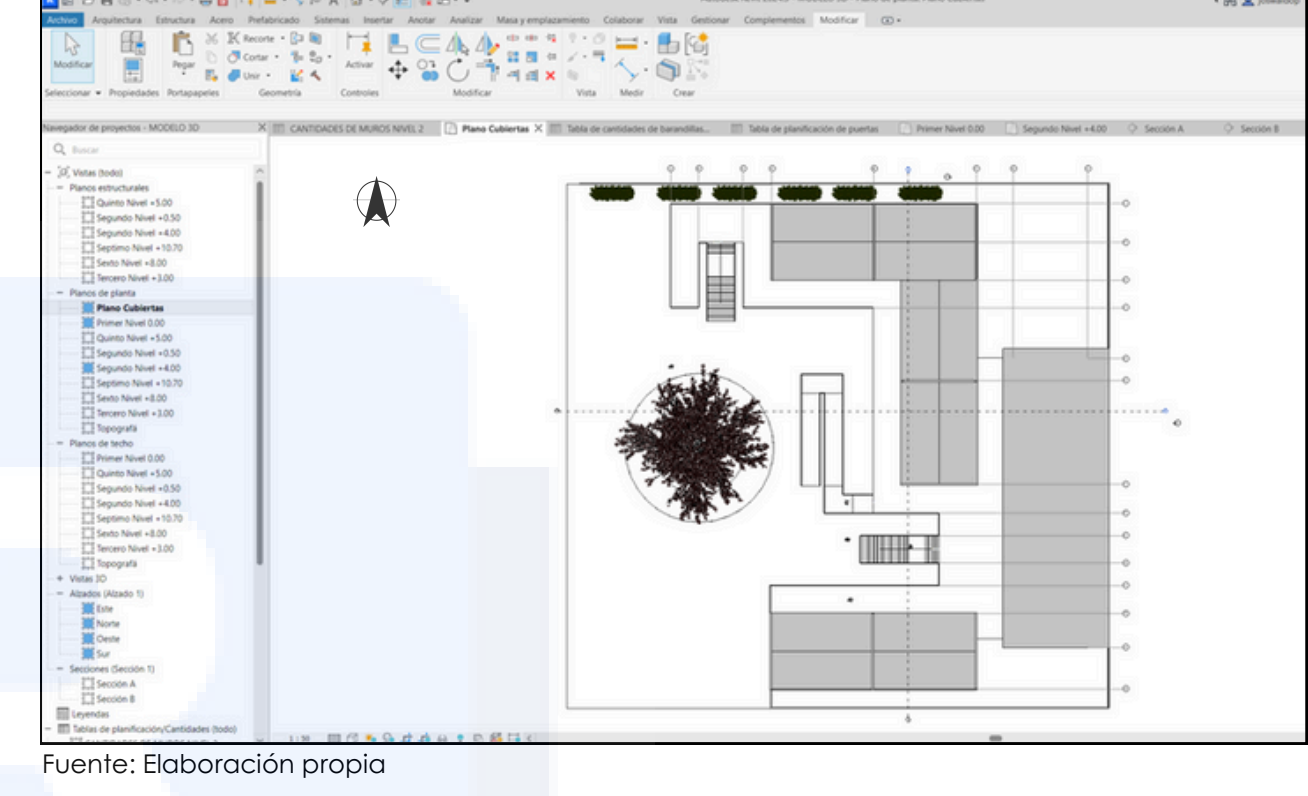 Archivo Arquitectura Estructura Acero Prefabricado Sistemas Insertar Anotar Analizar Masa y emplazamiento Colaborar Vista Gestionar Complementos Modificar
Modificar
Pegar
Recorte
Cortar
Unir
Activar
Seleccionar Propiedades Portapapeles Geometría Controles Modificar Vista Medir Crear
Navegador de proyectos - MODELO 3D
CANTIDADES DE MUROS NIVEL 2 Plano Cubiertas Tabla de cantidades de barandillas... Tabla de planificación de puertas Primer Nivel 0.00 Segundo Nivel +4.00 Sección A Sección B
Buscar
Vistas (todo)
Planos estructurales
Quinto Nivel +5.00
Segundo Nivel +0.50
Segundo Nivel +4.00
Septimo Nivel +10.70
Sexto Nivel +8.00
Tercero Nivel +3.00
Planos de planta
Plano Cubiertas
Primer Nivel 0.00
Quinto Nivel +5.00
Segundo Nivel +0.50
Segundo Nivel +4.00
Septimo Nivel +10.70
Sexto Nivel +8.00
Tercero Nivel +3.00
Topografá
Planos de techo
Primer Nivel 0.00
Quinto Nivel +5.00
Segundo Nivel +0.50
Segundo Nivel +4.00
Septimo Nivel +10.70
Sexto Nivel +8.00
Tercero Nivel +3.00
Topografá
Vistas 3D
Alzados (Alzado 1)
Este
Norte
Oeste
Sur
Secciones (Sección 1)
Sección A
Sección B
Leyendas
Tablas de planificación/Cantidades (todo)
1 : 50
Fuente: Elaboración propia